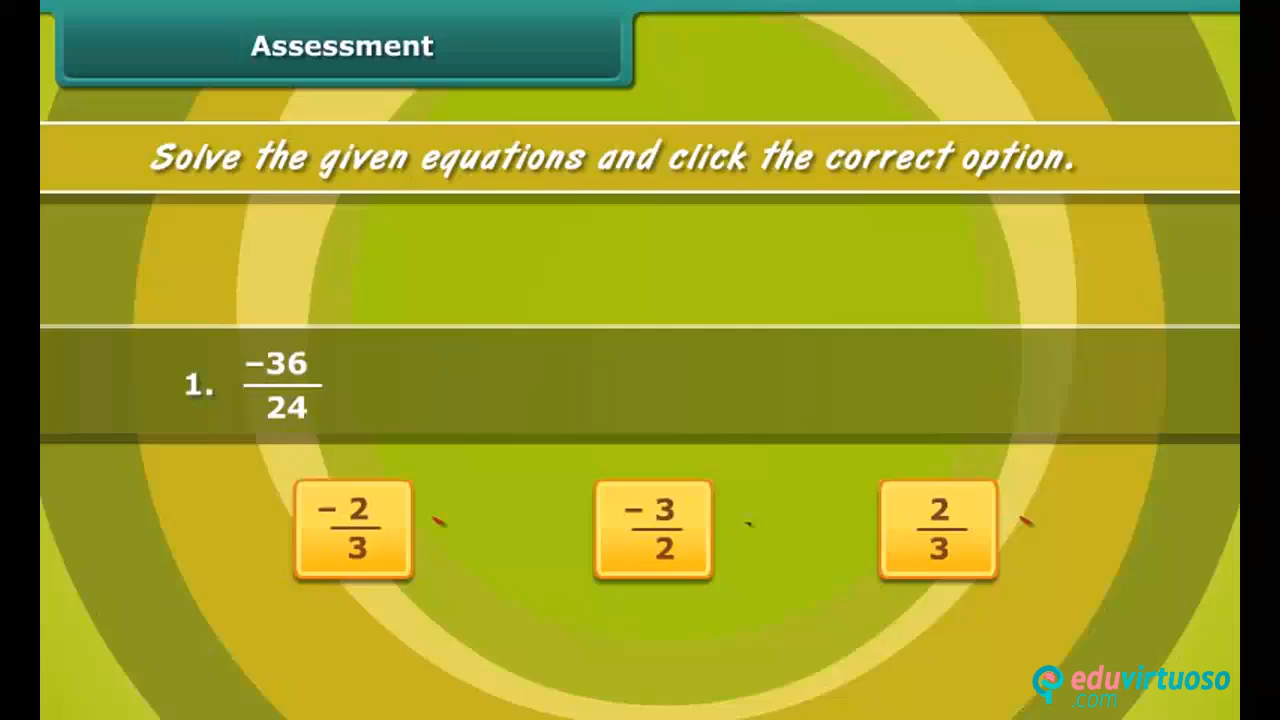 Assessment
Solve the given equations and click the correct option.
1. –36
24
– 2
3
– 3
2
2
3
eduvirtuoso
.com